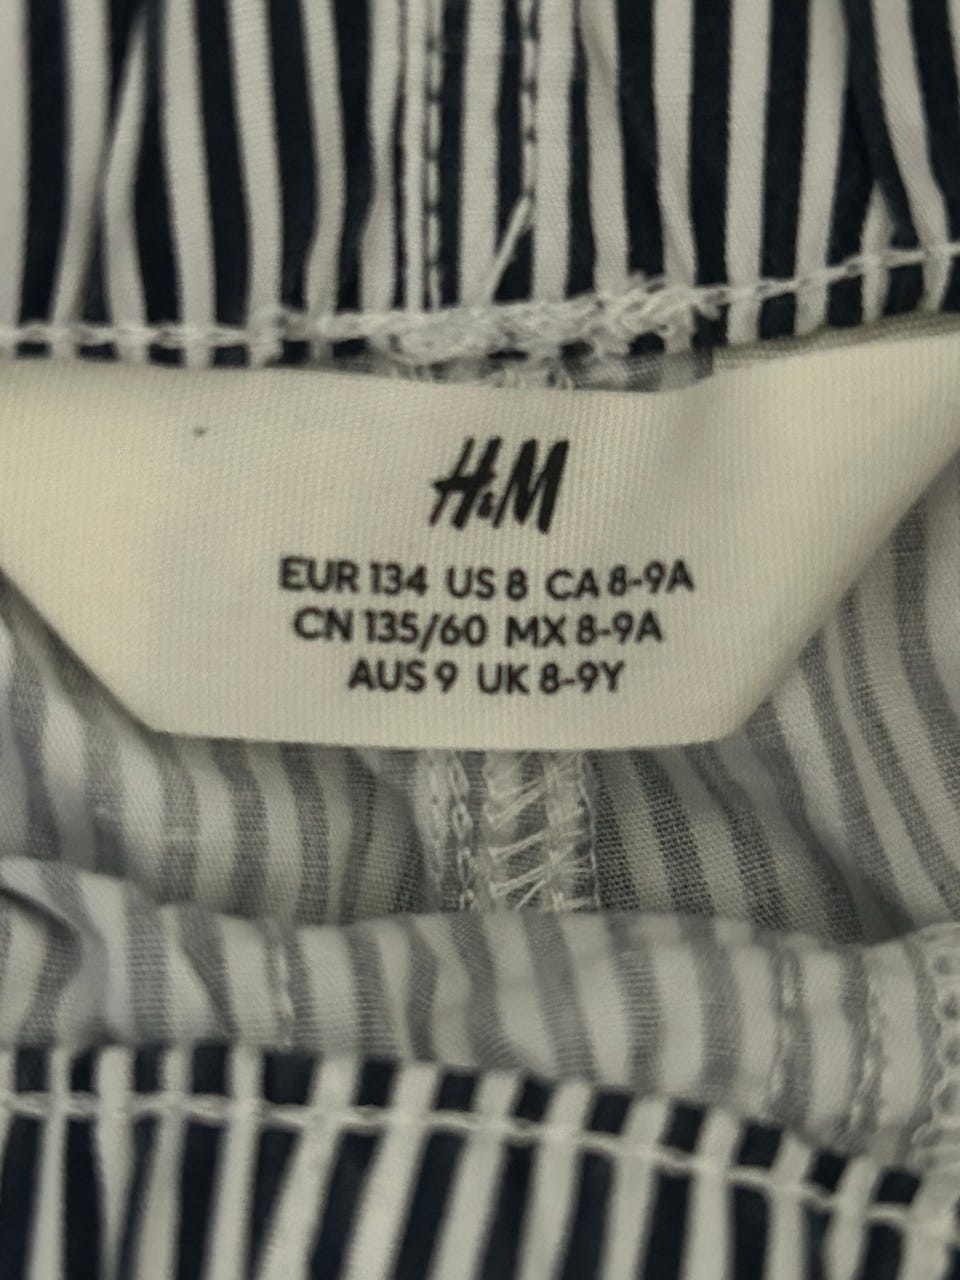 H&M
EUR 134 US 8 CA 8-9A
CN 135/60 MX 8-9A
AUS 9 UK 8-9Y